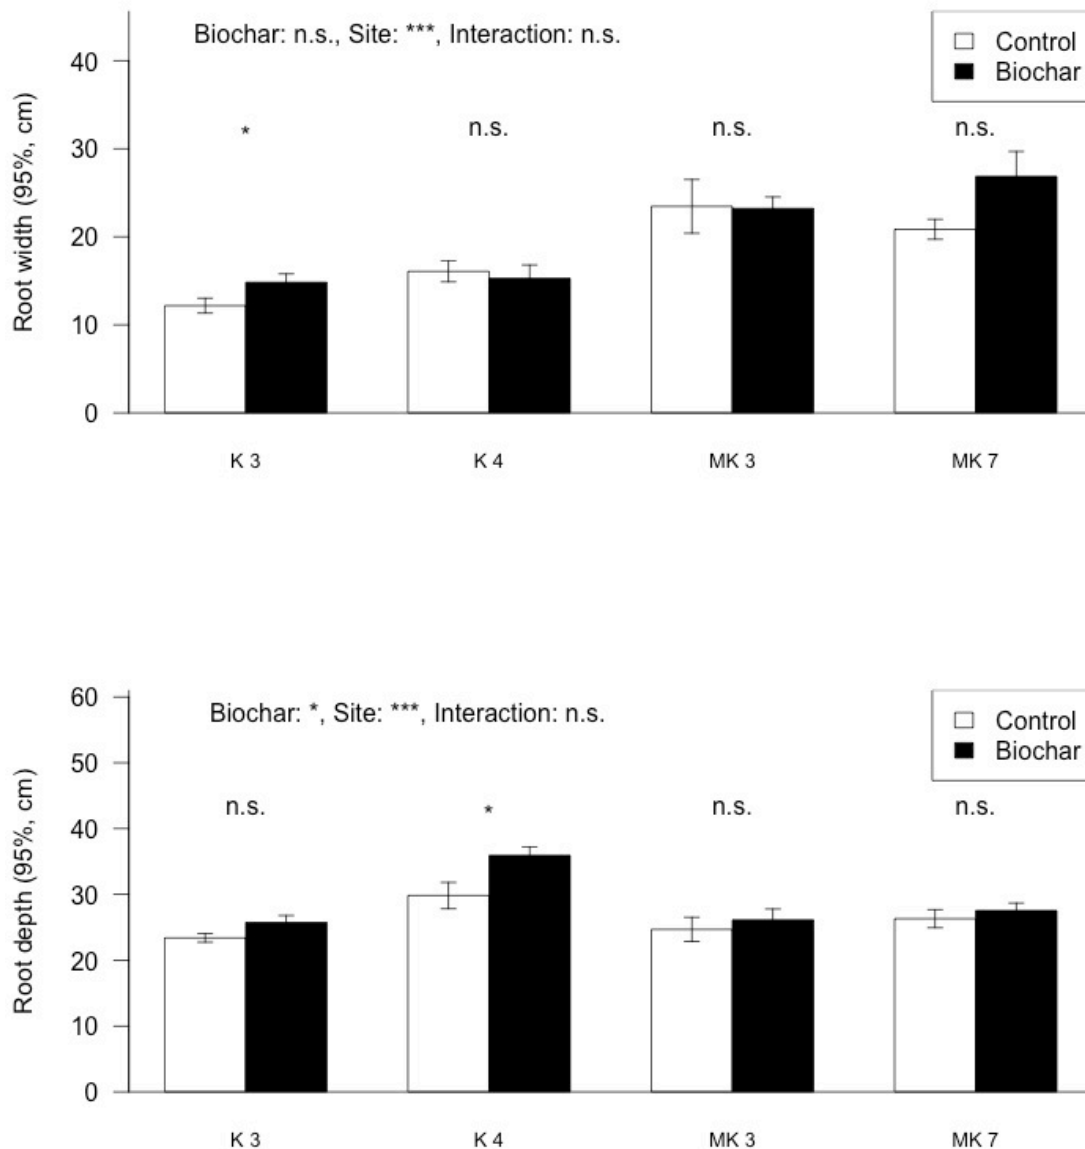 Biochar: n.s., Site: ***, Interaction: n.s.
Control
Biochar
Root width (95%, cm)
40
30
20
10
0
*
n.s.
n.s.
n.s.
K 3
K 4
MK 3
MK 7
Biochar: *, Site: ***, Interaction: n.s.
Control
Biochar
Root depth (95%, cm)
60
50
40
30
20
10
0
n.s.
*
n.s.
n.s.
K 3
K 4
MK 3
MK 7